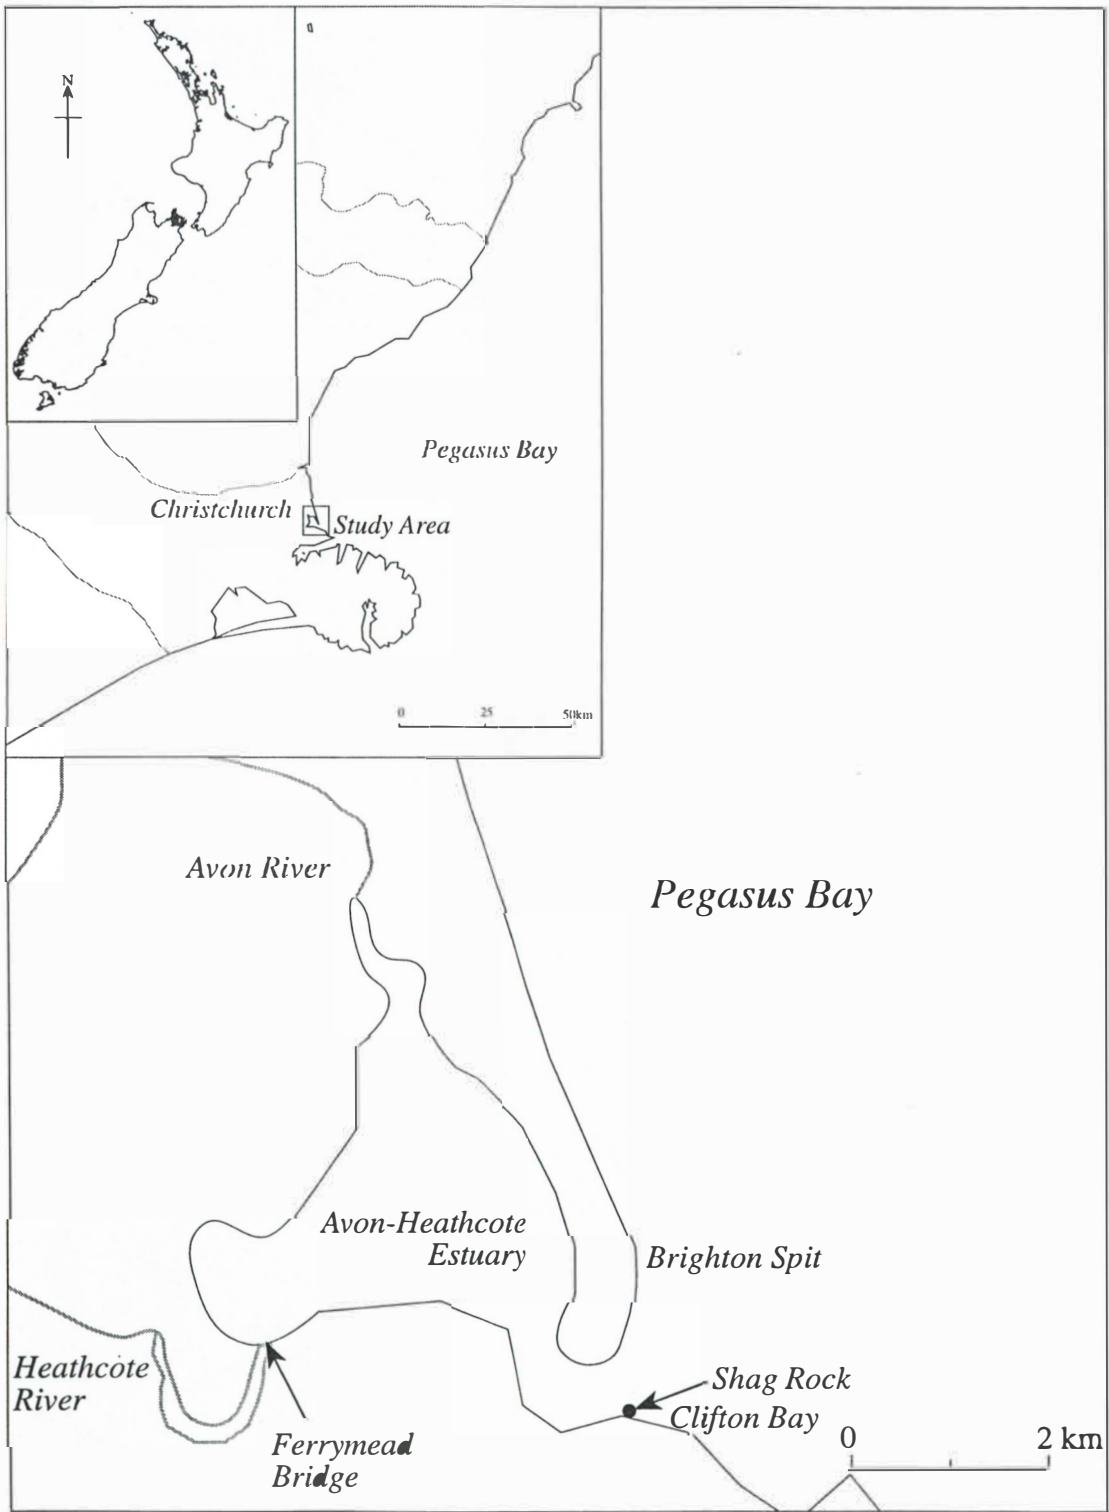 N
Pegasus Bay
Christchurch
Study Area
0 25 50km
Avon River
Pegasus Bay
Avon-Heathcote
Estuary
Brighton Spit
Heathcote
River
Shag Rock
Clifton Bay
Ferrymead
Bridge
0 2 km